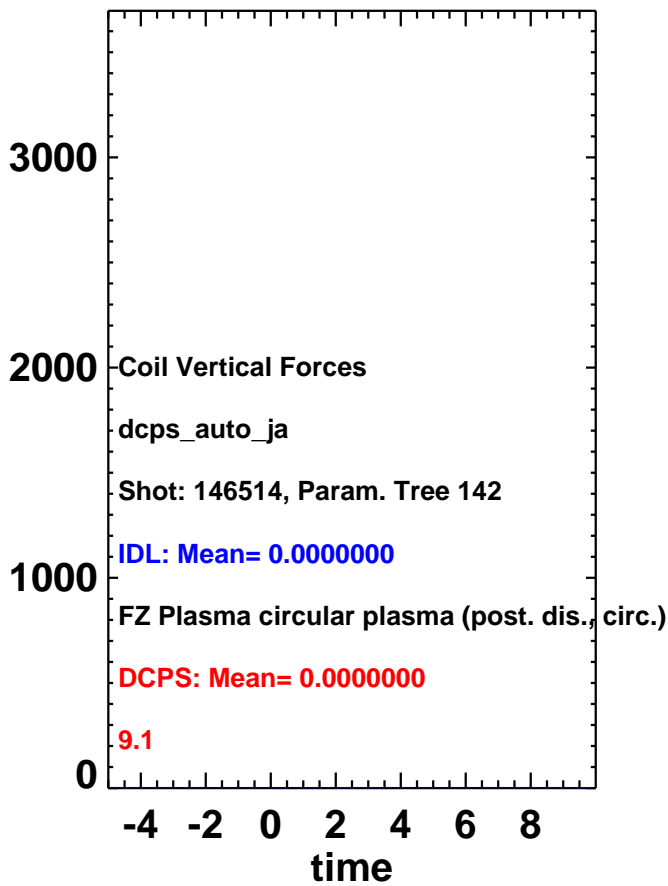 3000
2000
Coil Vertical Forces
dcps_auto_ja
Shot: 146514, Param. Tree 142
IDL: Mean= 0.0000000
1000
FZ Plasma circular plasma (post. dis., circ.)
DCPS: Mean= 0.0000000
9.1
0
-4 -2 0 2 4 6 8
time